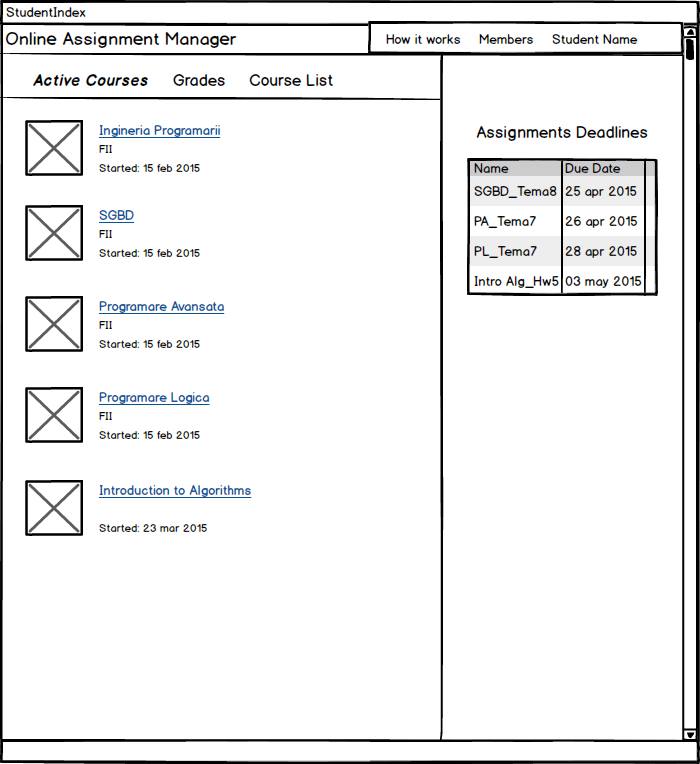 StudentIndex
Online Assignment Manager
How it works Members Student Name
Active Courses Grades Course List
Ingineria Programarii
FII
Started: 15 feb 2015
SGBD
FII
Started: 15 feb 2015
Programare Avansata
FII
Started: 15 feb 2015
Programare Logica
FII
Started: 15 feb 2015
Introduction to Algorithms
Started: 23 mar 2015
Assignments Deadlines
Name Due Date
SGBD_Tema8 25 apr 2015
PA_Tema7 26 apr 2015
PL_Tema7 28 apr 2015
Intro Alg_Hw5 03 may 2015